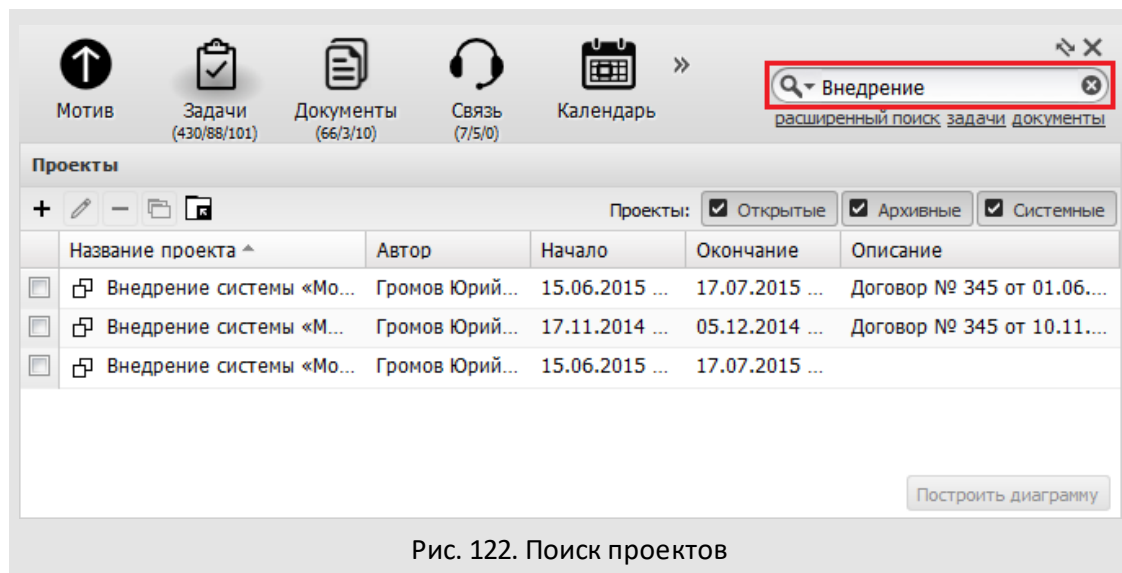 Внедрение
Мотив Задачи Документы Связь Календарь »
(430/88/101) (66/3/10) (7/5/0)
расширенный поиск задачи документы
Проекты
Проекты: Открытые Архивные Системные
Название проекта Автор Начало Окончание Описание
Внедрение системы «Мо... Громов Юрий... 15.06.2015 ... 17.07.2015 ... Договор № 345 от 01.06....
Внедрение системы «М... Громов Юрий... 17.11.2014 ... 05.12.2014 ... Договор № 345 от 10.11....
Внедрение системы «Мо... Громов Юрий... 15.06.2015 ... 17.07.2015 ...
Построить диаграмму
Рис. 122. Поиск проектов